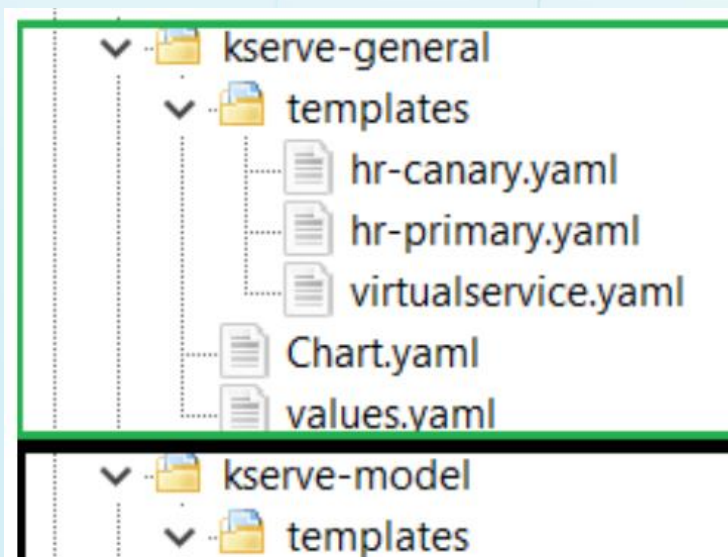 kserve-general
templates
hr-canary.yaml
hr-primary.yaml
virtualservice.yaml
Chart.yaml
values.yaml
kserve-model
templates